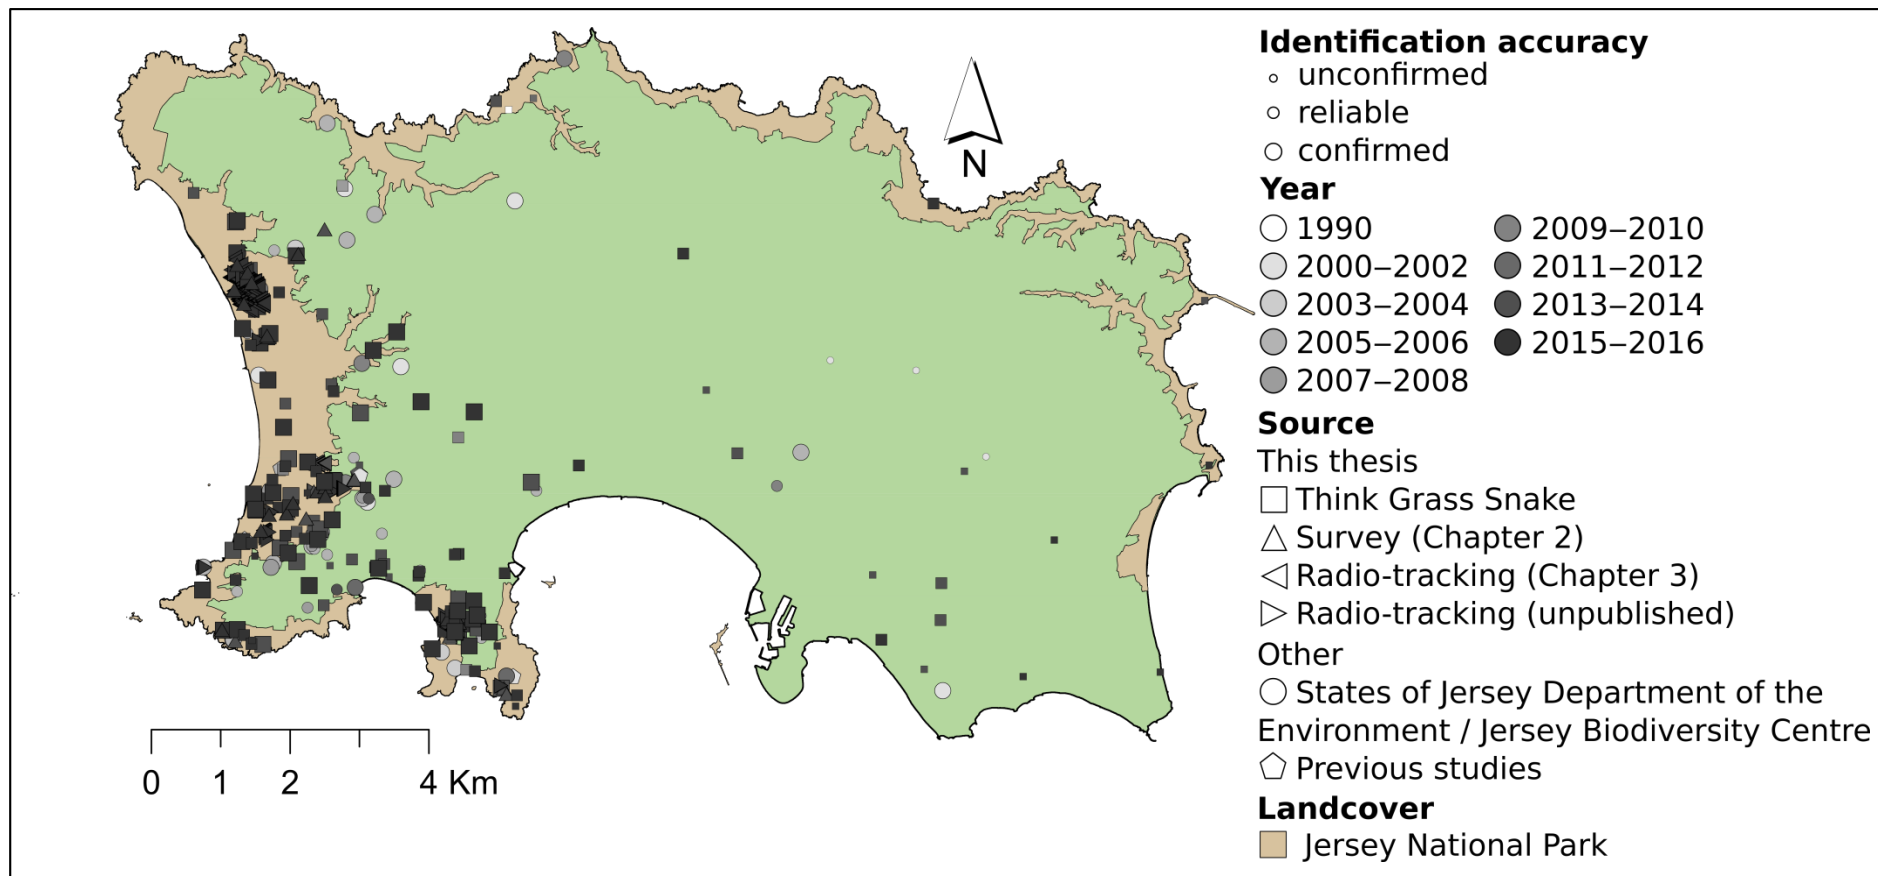 Identification accuracy
unconfirmed
reliable
confirmed
Year
1990
2009–2010
2000–2002
2011–2012
2003–2004
2013–2014
2005–2006
2015–2016
2007–2008
Source
This thesis
Think Grass Snake
Survey (Chapter 2)
Radio-tracking (Chapter 3)
Radio-tracking (unpublished)
Other
States of Jersey Department of the
Environment / Jersey Biodiversity Centre
Previous studies
Landcover
Jersey National Park
N
0 1 2 4 Km